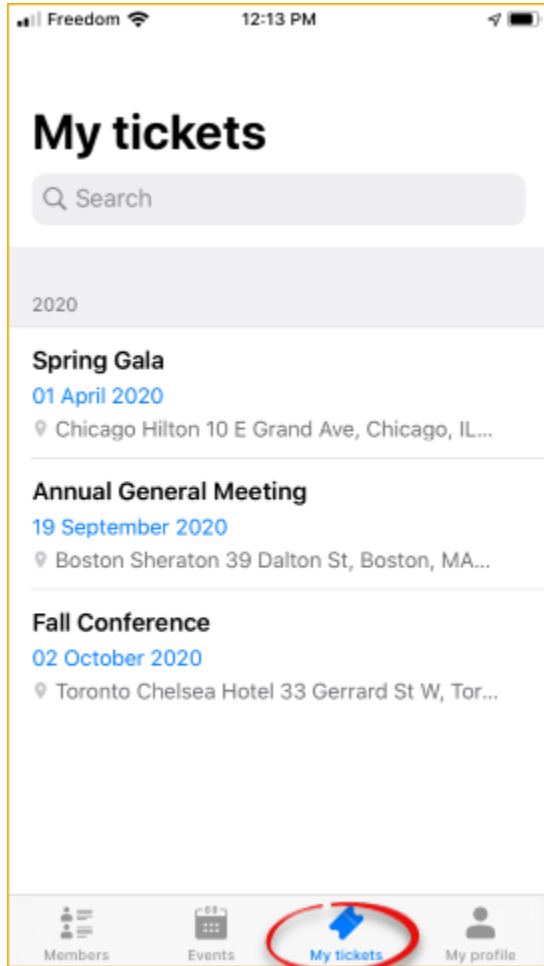 Freedom 12:13 PM
My tickets
Search
2020
Spring Gala
01 April 2020
Chicago Hilton 10 E Grand Ave, Chicago, IL...
Annual General Meeting
19 September 2020
Boston Sheraton 39 Dalton St, Boston, MA...
Fall Conference
02 October 2020
Toronto Chelsea Hotel 33 Gerrard St W, Tor...
Members Events My tickets My profile